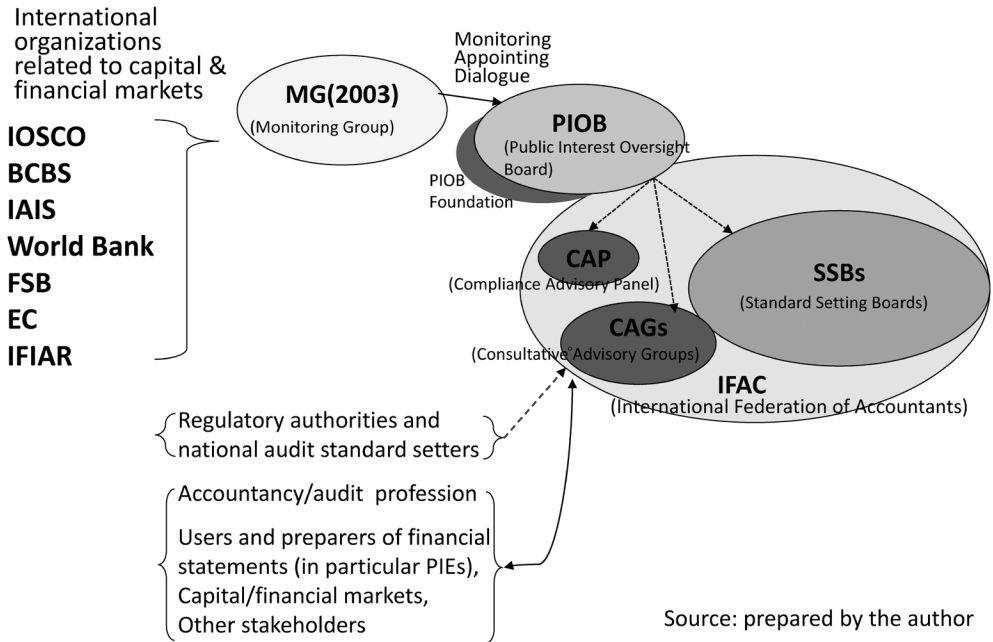 International
organizations
related to capital &
financial markets
IOSCO
BCBS
IAIS
World Bank
FSB
EC
IFIAR
MG(2003)
(Monitoring Group)
Monitoring
Appointing
Dialogue
PIOB
(Public Interest Oversight
Board)
PIOB
Foundation
CAP
(Compliance Advisory Panel)
SSBs
(Standard Setting Boards)
CAGs
(Consultative Advisory Groups)
IFAC
(International Federation of Accountants)
Regulatory authorities and
national audit standard setters
Accountancy/audit profession
Users and preparers of financial
statements (in particular PIEs),
Capital/financial markets,
Other stakeholders
Source: prepared by the author